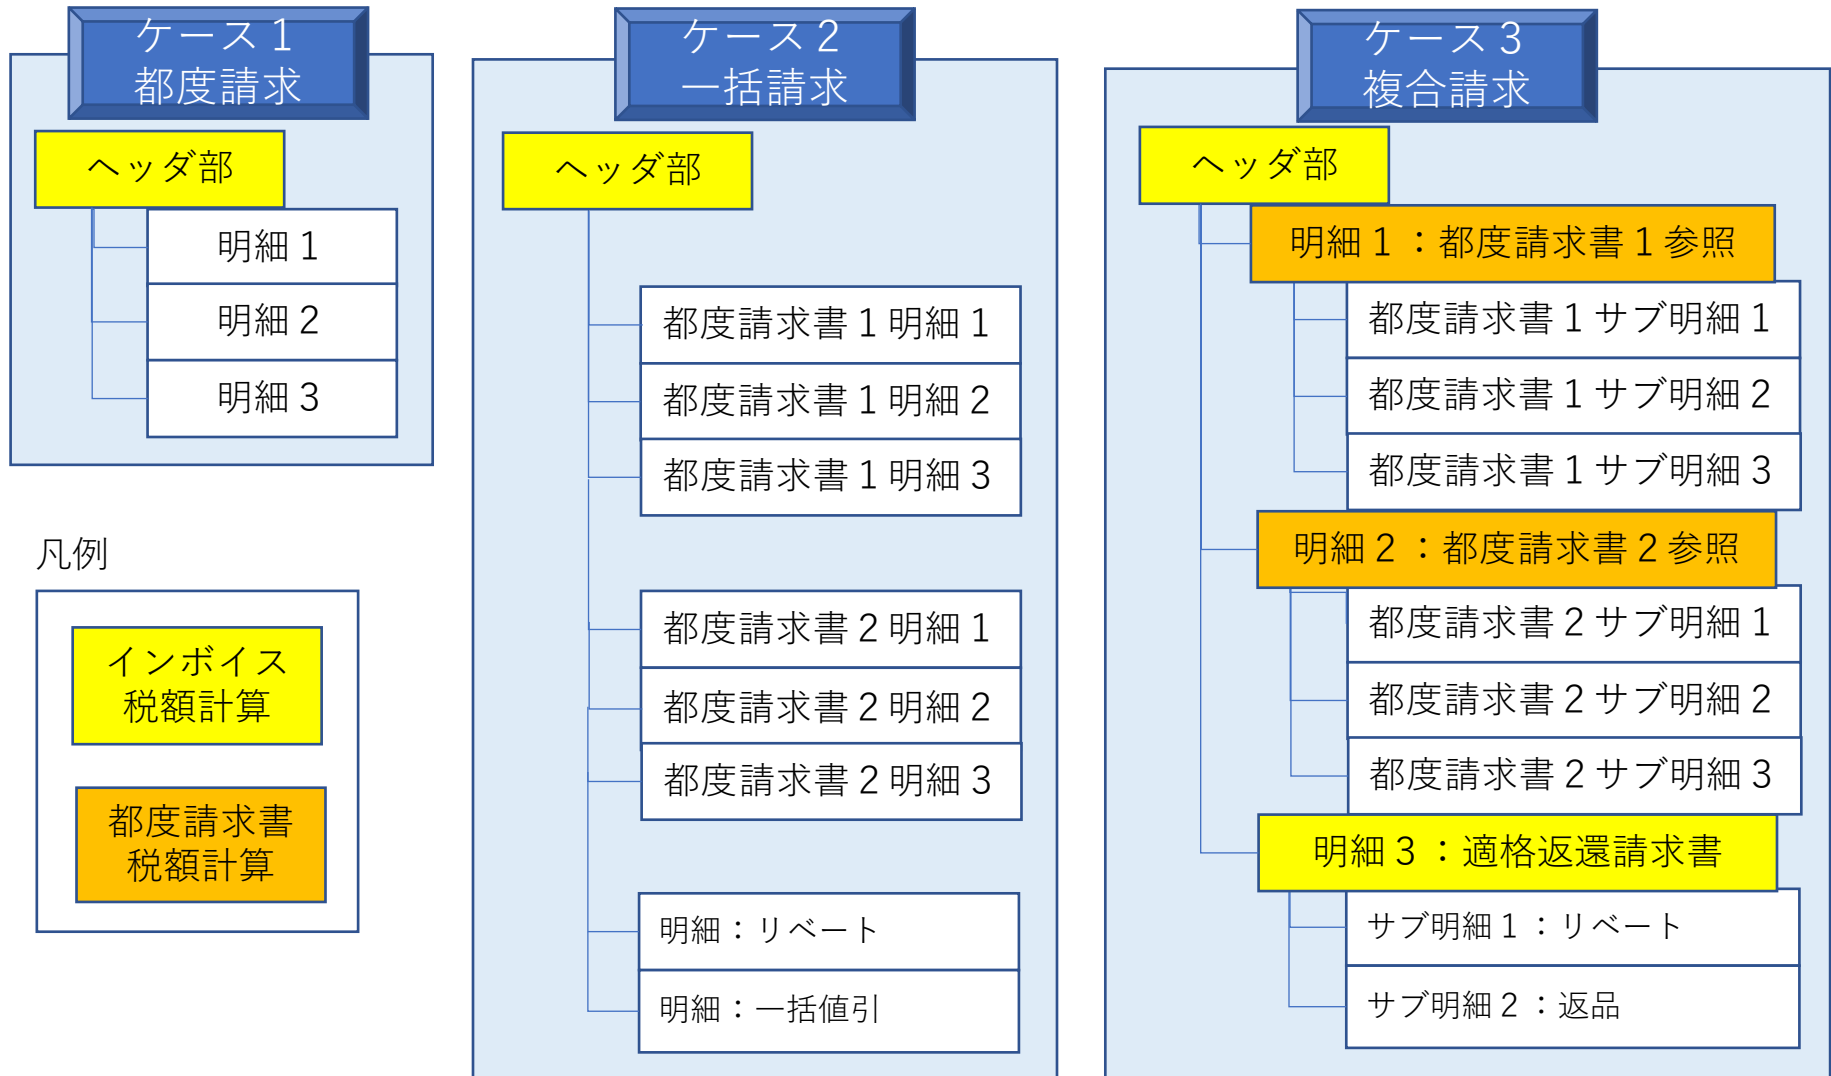 ケース１
都度請求
ヘッダ部
明細１
明細２
明細３
凡例
インボイス
税額計算
都度請求書
税額計算
ケース２
一括請求
ヘッダ部
都度請求書１明細１
都度請求書１明細２
都度請求書１明細３
都度請求書２明細１
都度請求書２明細２
都度請求書２明細３
明細：リベート
明細：一括値引
ケース３
複合請求
ヘッダ部
明細１：都度請求書１参照
都度請求書１サブ明細１
都度請求書１サブ明細２
都度請求書１サブ明細３
明細２：都度請求書２参照
都度請求書２サブ明細１
都度請求書２サブ明細２
都度請求書２サブ明細３
明細３：適格返還請求書
サブ明細１：リベート
サブ明細２：返品